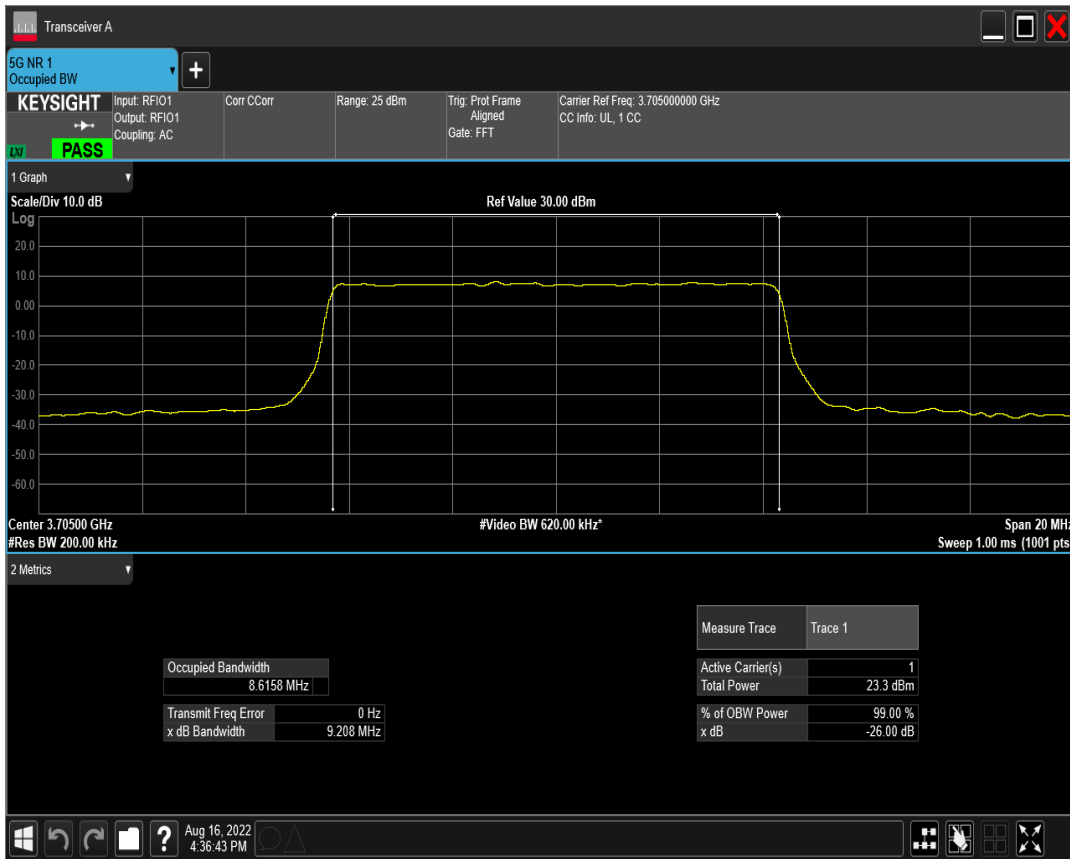 Transceiver A
5G NR 1
Occupied BW
+
KEYSIGHT
LXI
PASS
Input: RFIO1
Output: RFIO1
Coupling: AC
Corr CCorr
Range: 25 dBm
Trig: Prot Frame
Aligned
Gate: FFT
Carrier Ref Freq: 3.705000000 GHz
CC Info: UL, 1 CC
1 Graph
Scale/Div 10.0 dB
Ref Value 30.00 dBm
Log
20.0
10.0
0.00
-10.0
-20.0
-30.0
-40.0
-50.0
-60.0
Center 3.70500 GHz
#Video BW 620.00 kHz*
Span 20 MHz
#Res BW 200.00 kHz
Sweep 1.00 ms (1001 pts
2 Metrics
Measure Trace
Trace 1
Occupied Bandwidth
8.6158 MHz
Active Carrier(s)
1
Total Power
23.3 dBm
Transmit Freq Error
0 Hz
x dB Bandwidth
9.208 MHz
% of OBW Power
99.00 %
x dB
-26.00 dB
?
Aug 16, 2022
4:36:43 PM